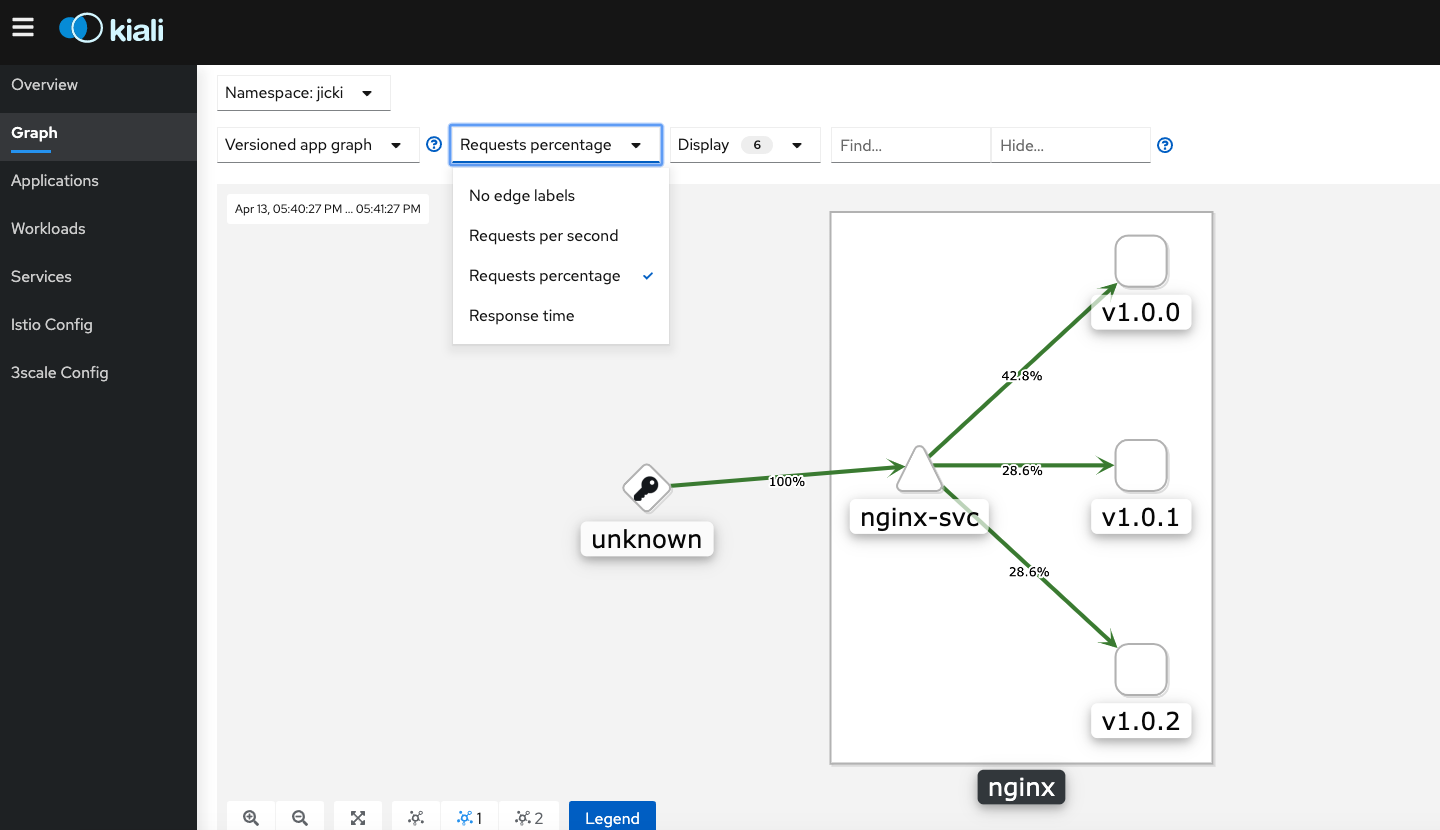 kiali
Overview
Graph
Applications
Workloads
Services
Istio Config
3scale Config
Namespace: jicki
Versioned app graph
Requests percentage
Display 6
Find...
Hide...
No edge labels
Requests per second
Requests percentage
Response time
Apr 13, 05:40:27 PM ... 05:41:27 PM
v1.0.0
42.8%
100%
28.6%
unknown
nginx-svc
v1.0.1
28.6%
v1.0.2
nginx
1
2
Legend